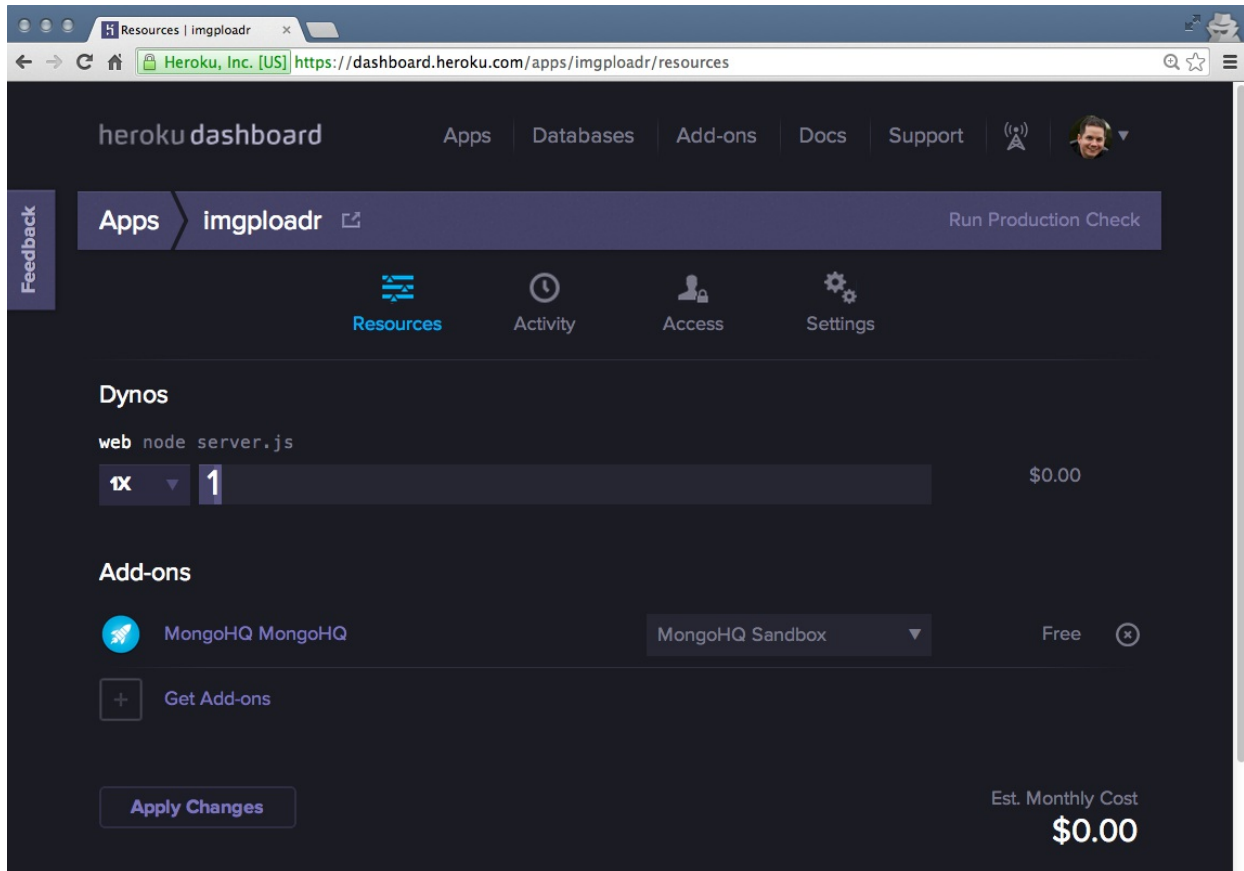 Resources | imgploadr
Heroku, Inc. [US] https://dashboard.heroku.com/apps/imgploadr/resources
heroku dashboard Apps Databases Add-ons Docs Support
Feedback
Apps imgploadr Run Production Check
Resources Activity Access Settings
Dynos
web node server.js
1X 1 $0.00
Add-ons
MongoHQ MongoHQ MongoHQ Sandbox Free
Get Add-ons
Apply Changes Est. Monthly Cost
$0.00